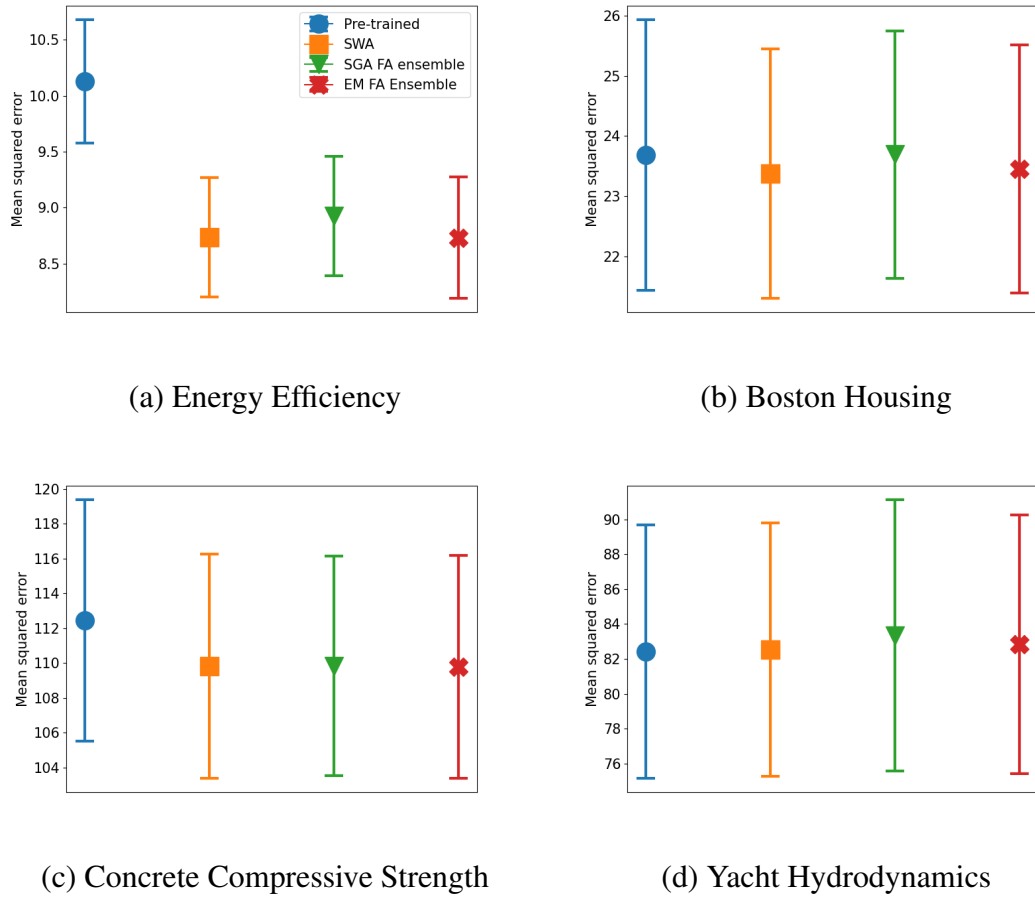 Mean squared error
10.5
10.0
9.5
9.0
8.5
Pre-trained
SWA
SGA FA ensemble
EM FA Ensemble
(a) Energy Efficiency
Mean squared error
26
25
24
23
22
(b) Boston Housing
Mean squared error
120
118
116
114
112
110
108
106
104
(c) Concrete Compressive Strength
Mean squared error
90
88
86
84
82
80
78
76
(d) Yacht Hydrodynamics